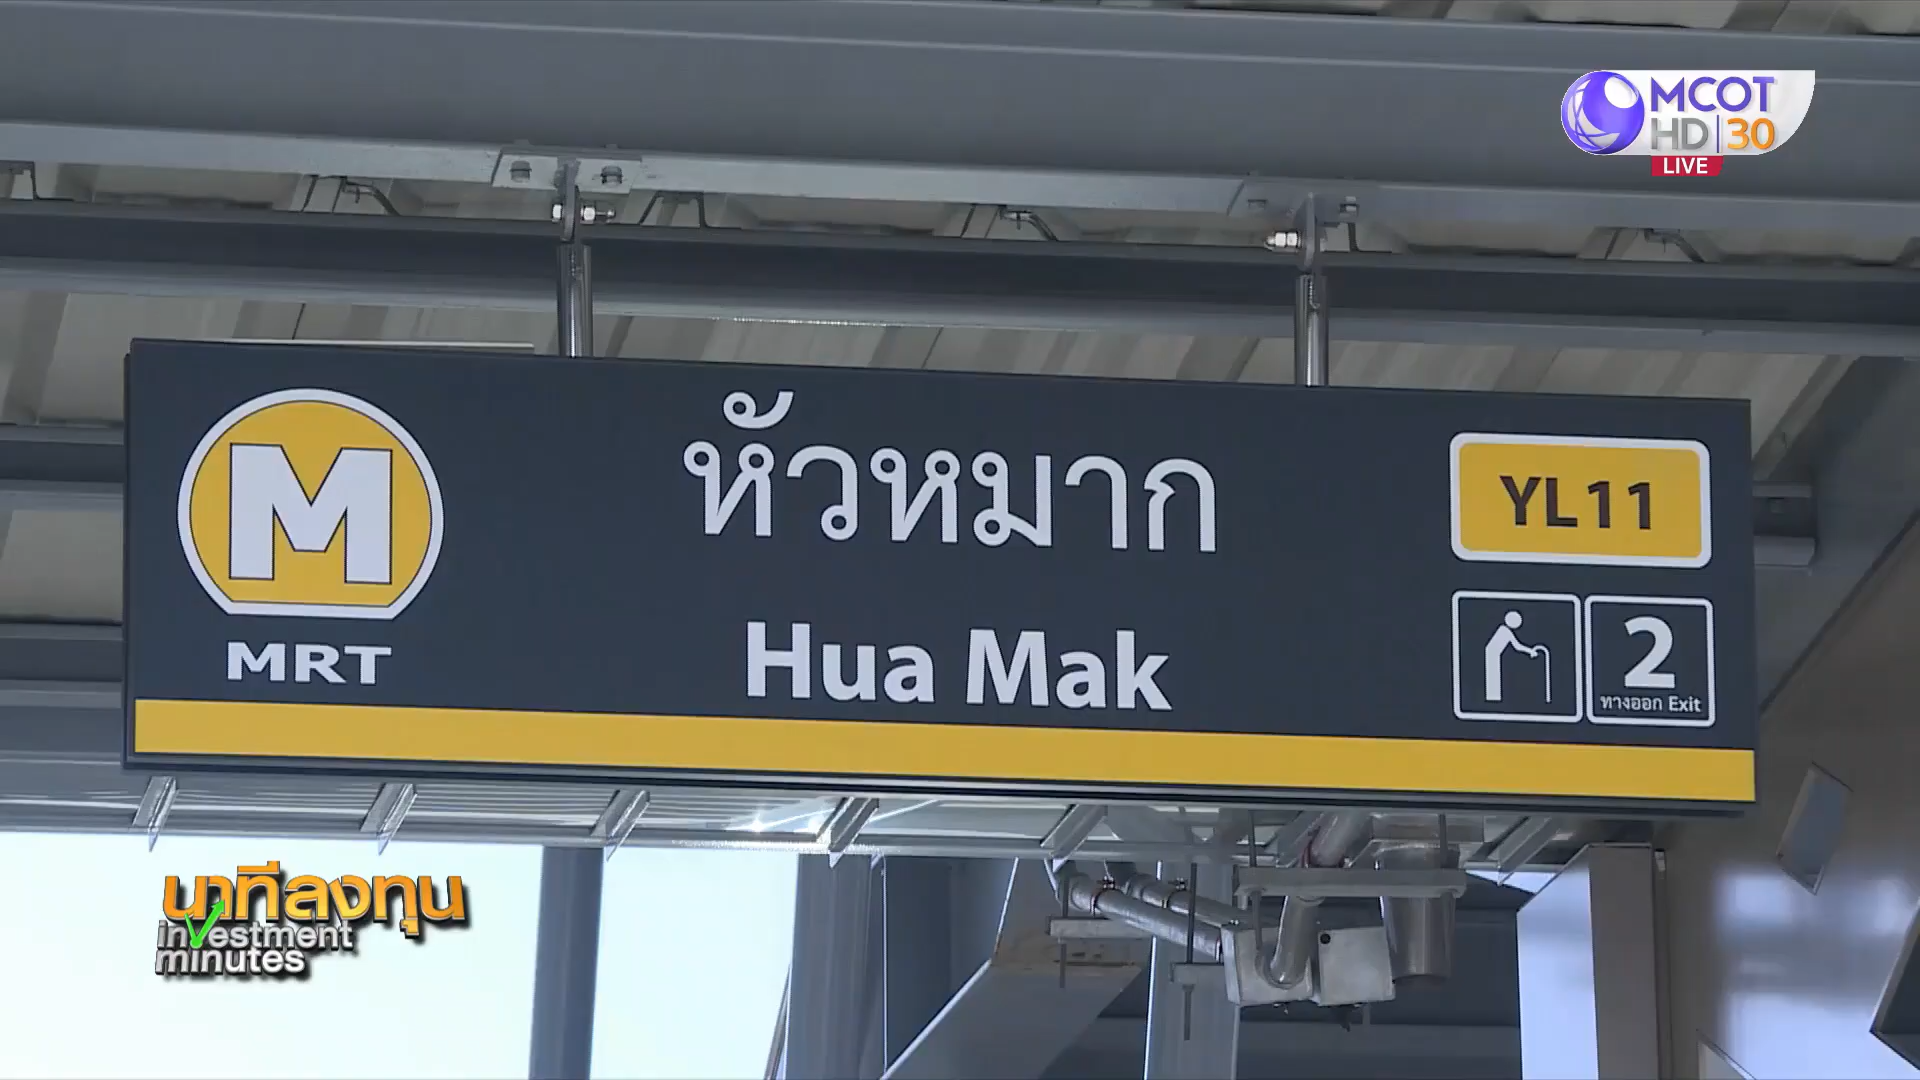 MCOT
HD 30
LIVE
M
MRT
หัวหมาก
Hua Mak
YL11
2
ทางออก Exit
นาทีลงทุน
investment
minutes